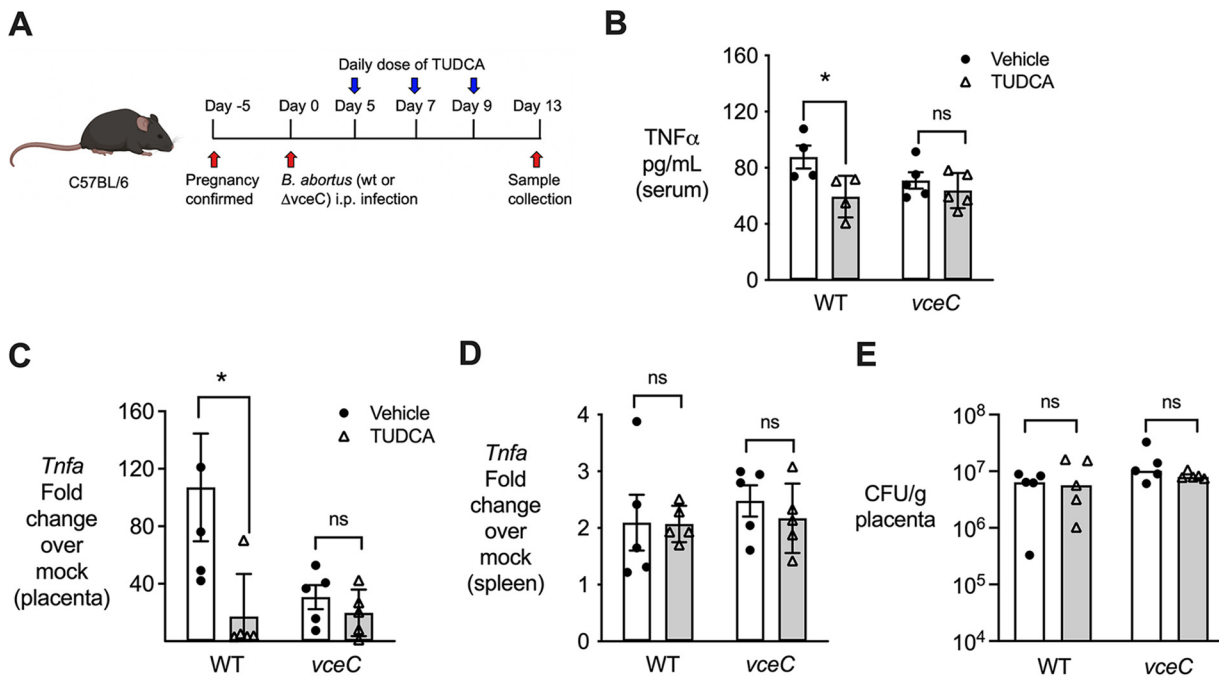 A
Daily dose of TUDCA
Day -5 Day 0 Day 5 Day 7 Day 9 Day 13
C57BL/6
Pregnancy
confirmed
B. abortus (wt or
ΔvceC) i.p. infection
Sample
collection
B
TNFα
pg/mL
(serum)
160
120
80
40
0
*
ns
Vehicle
TUDCA
WT
vceC
C
Tnfa
Fold
change
over
mock
(placenta)
160
120
80
40
*
ns
Vehicle
TUDCA
WT
vceC
D
Tnfa
Fold
change
over
mock
(spleen)
4
3
2
1
0
ns
ns
WT
vceC
E
CFU/g
placenta
10⁸
10⁷
10⁶
10⁵
10⁴
ns
ns
WT
vceC